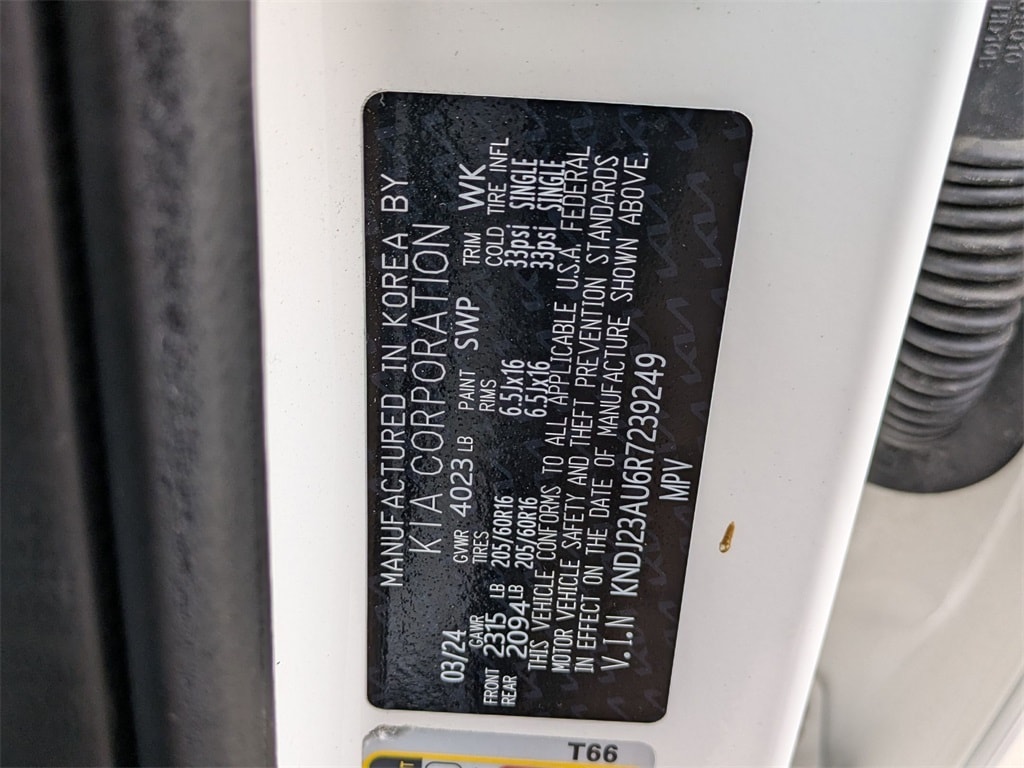 MANUFACTURED IN KOREA BY
KIA CORPORATION
03/24 GVWR 4023 LB PAINT SWP TRIM WK
GAWR TIRES RIMS COLD TIRE INFL
FRONT 2315 LB 205/60R16 6.5Jx16 33psi SINGLE
REAR 2094 LB 205/60R16 6.5Jx16 33psi SINGLE
THIS VEHICLE CONFORMS TO ALL APPLICABLE U.S.A. FEDERAL
MOTOR VEHICLE SAFETY AND THEFT PREVENTION STANDARDS
IN EFFECT ON THE DATE OF MANUFACTURE SHOWN ABOVE.
V.I.N KNDJ23AU6R7239249
MPV
T66